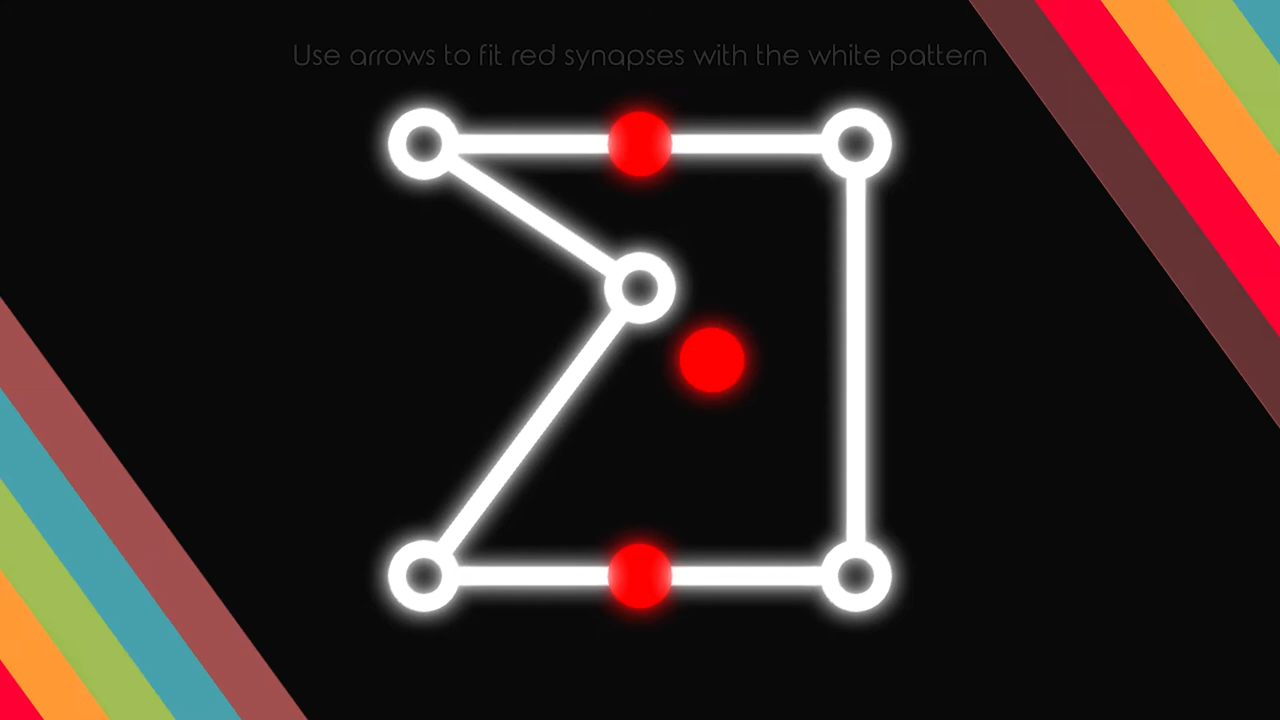 Use arrows to fit red synapses with the white pattern